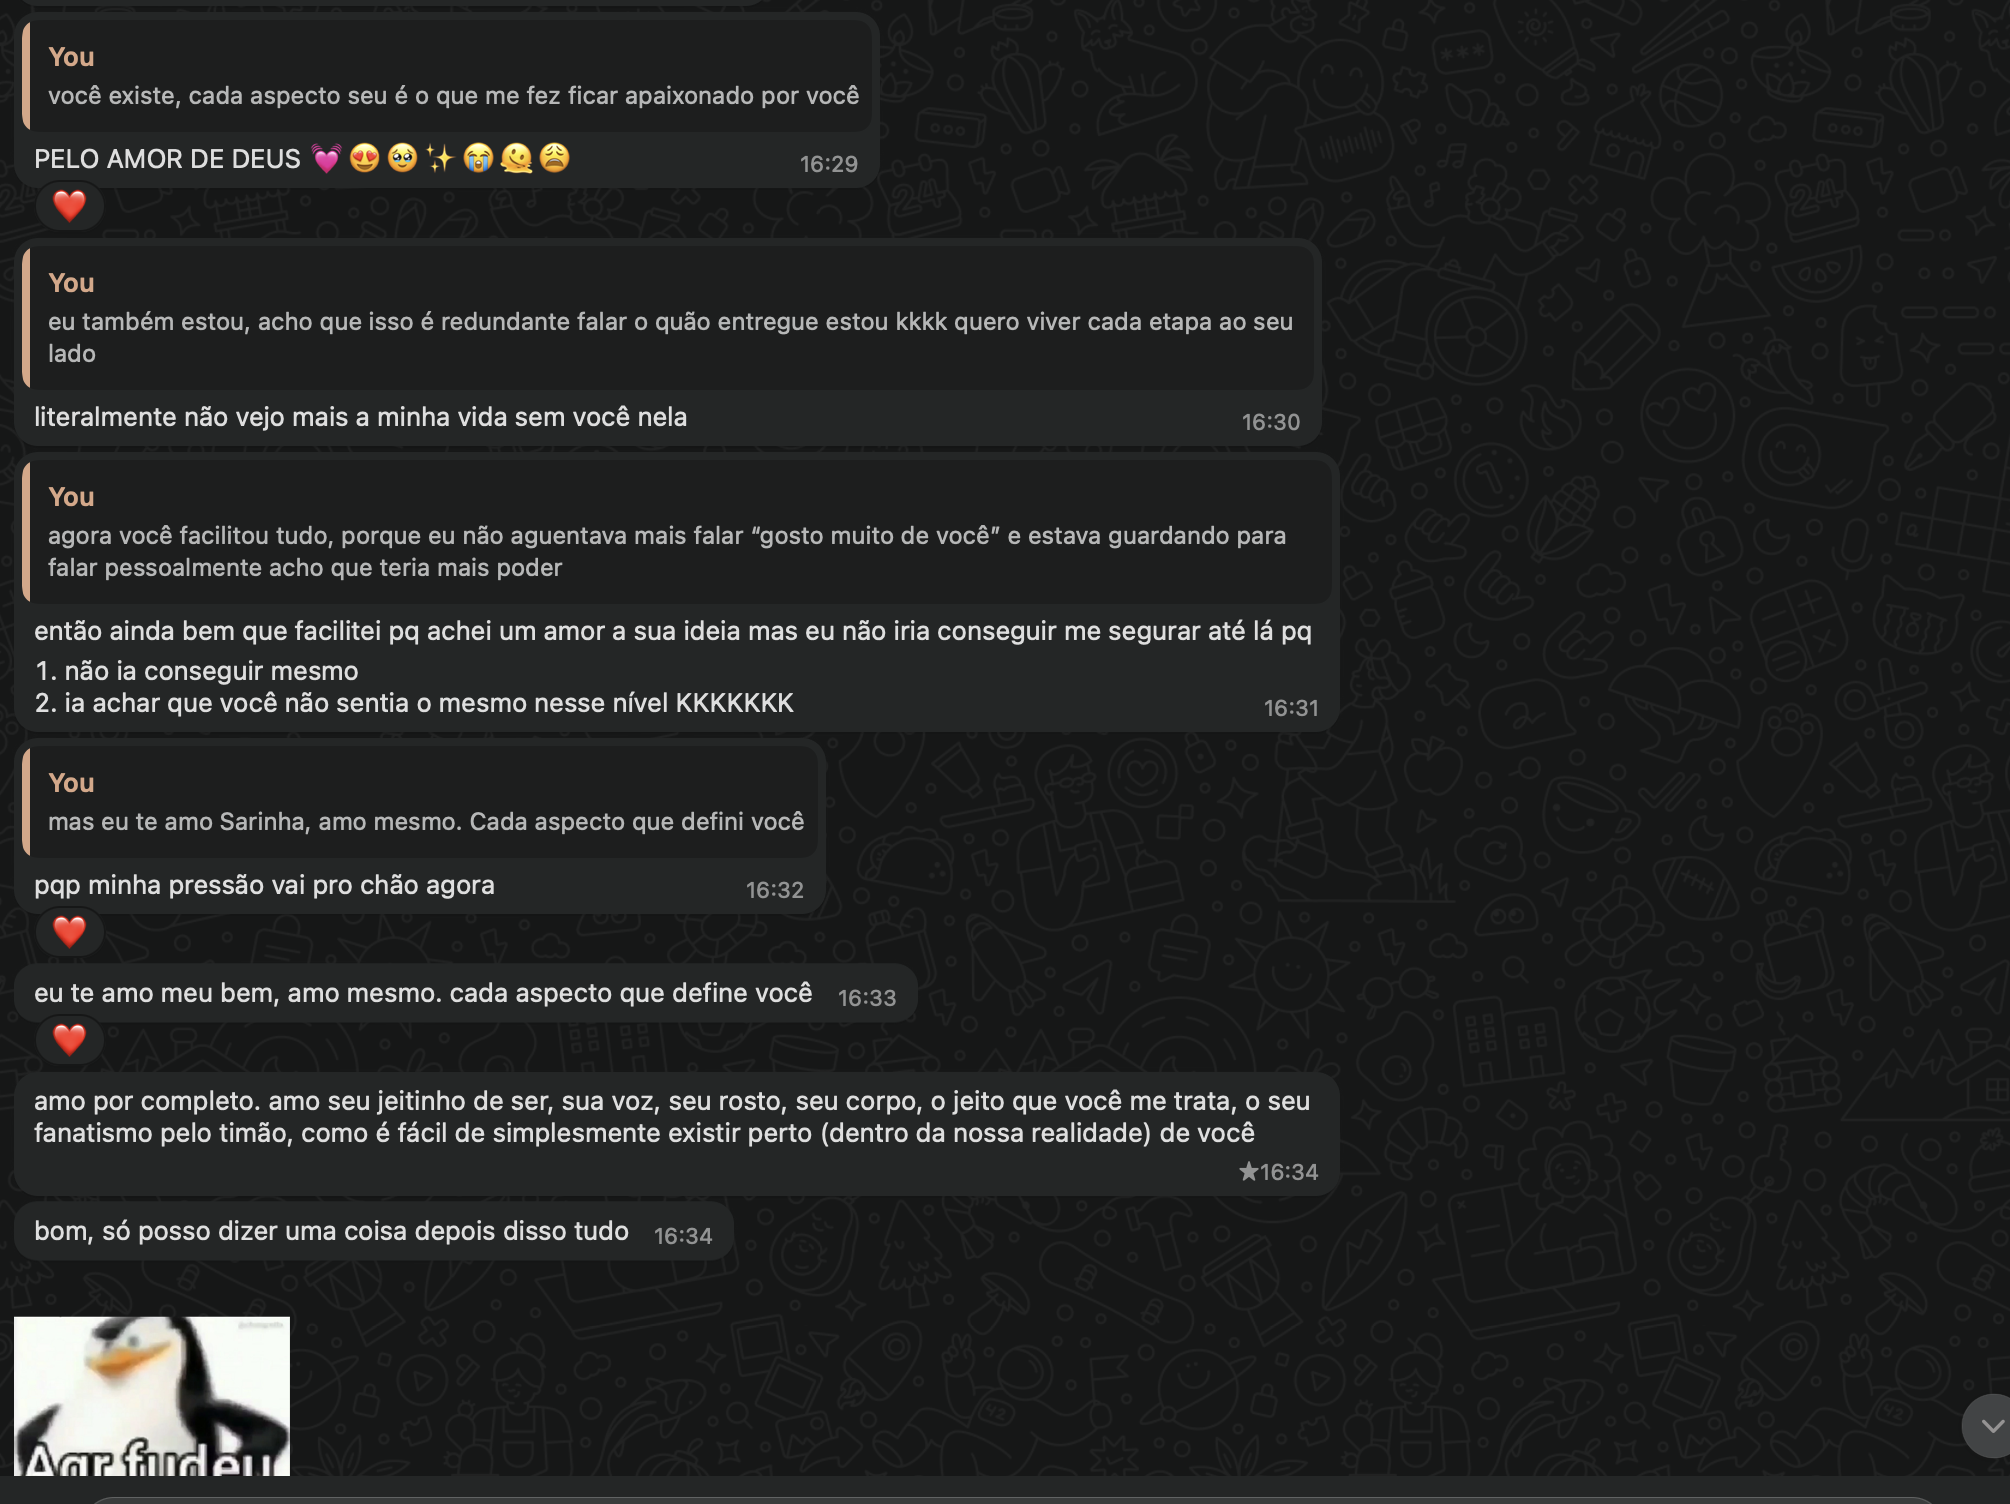 You
você existe, cada aspecto seu é o que me fez ficar apaixonado por você
PELO AMOR DE DEUS 💓😍🥹✨😭🫠😩
16:29
❤️
You
eu também estou, acho que isso é redundante falar o quão entregue estou kkkk quero viver cada etapa ao seu
lado
literalmente não vejo mais a minha vida sem você nela
16:30
You
agora você facilitou tudo, porque eu não aguentava mais falar “gosto muito de você” e estava guardando para
falar pessoalmente acho que teria mais poder
então ainda bem que facilitei pq achei um amor a sua ideia mas eu não iria conseguir me segurar até lá pq
1. não ia conseguir mesmo
2. ia achar que você não sentia o mesmo nesse nível KKKKKKK
16:31
You
mas eu te amo Sarinha, amo mesmo. Cada aspecto que defini você
pqp minha pressão vai pro chão agora
16:32
❤️
eu te amo meu bem, amo mesmo. cada aspecto que define você
16:33
❤️
amo por completo. amo seu jeitinho de ser, sua voz, seu rosto, seu corpo, o jeito que você me trata, o seu
fanatismo pelo timão, como é fácil de simplesmente existir perto (dentro da nossa realidade) de você
★16:34
bom, só posso dizer uma coisa depois disso tudo
16:34
Agr fudeu